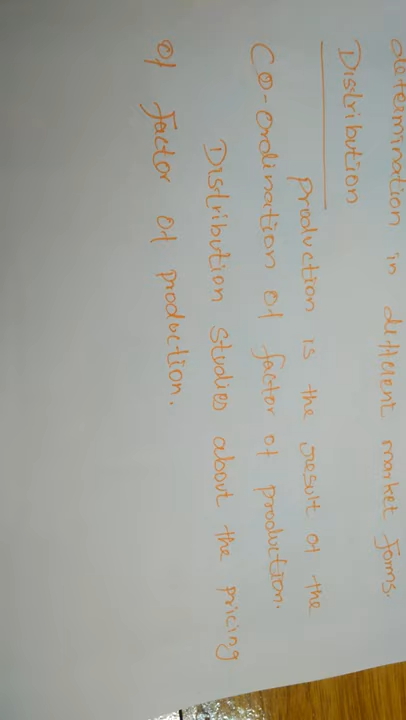 determination in different market forms.
Distribution
production is the result of the
Co-ordination of factor of production.
Distribution studies about the pricing
of factor of production.